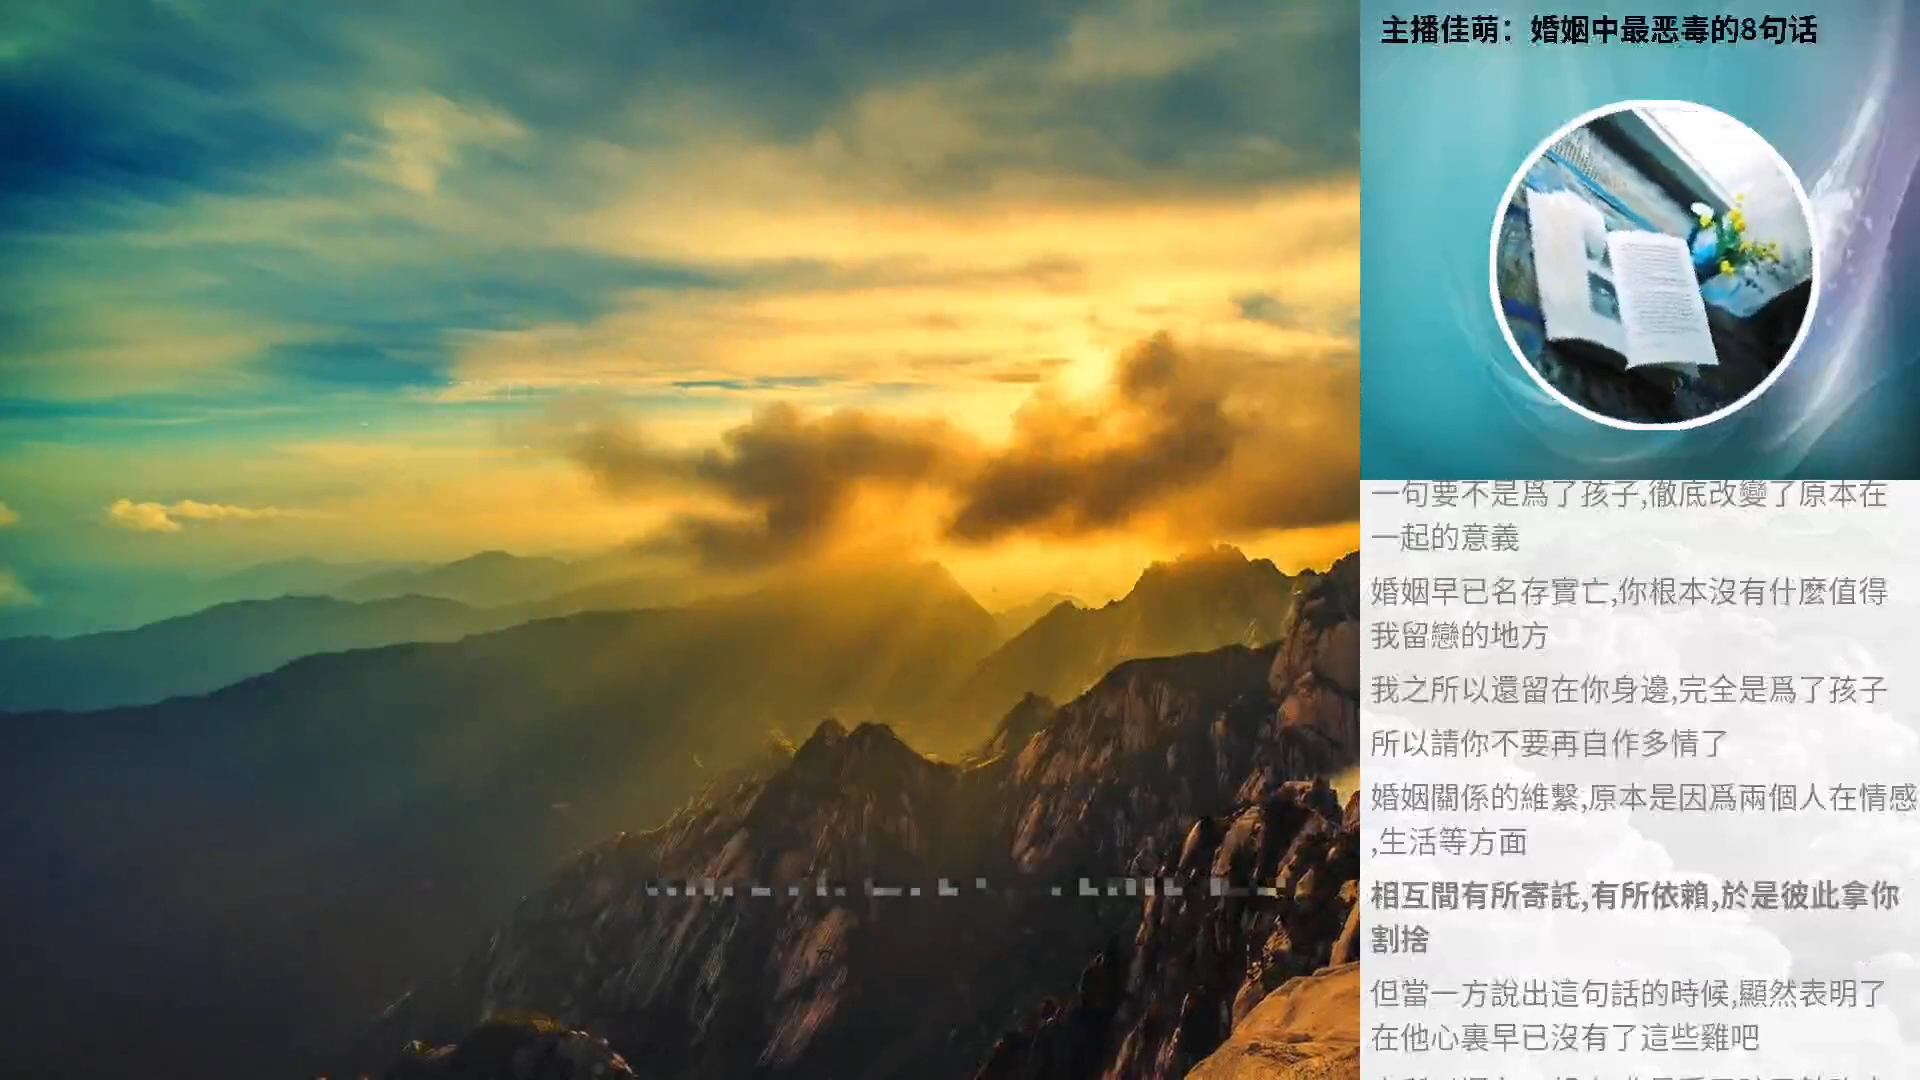 主播佳萌：婚姻中最恶毒的8句话
一句要不是爲了孩子,徹底改變了原本在
一起的意義
婚姻早已名存實亡,你根本沒有什麼值得
我留戀的地方
我之所以還留在你身邊,完全是爲了孩子
所以請你不要再自作多情了
婚姻關係的維繫,原本是因爲兩個人在情感
,生活等方面
相互間有所寄託,有所依賴,於是彼此拿你
割捨
但當一方說出這句話的時候,顯然表明了
在他心裏早已沒有了這些雞吧